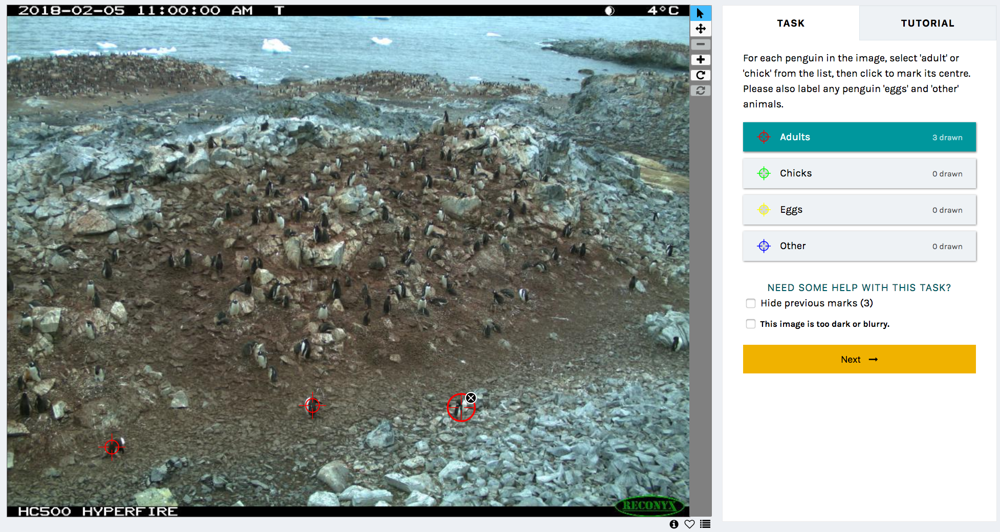 2018-02-05 11:00:00 AM T 4°C
HC500 HYPERFIRE
RECONYX
TASK
TUTORIAL
For each penguin in the image, select 'adult' or
'chick' from the list, then click to mark its centre.
Please also label any penguin 'eggs' and 'other'
animals.
Adults 3 drawn
Chicks 0 drawn
Eggs 0 drawn
Other 0 drawn
NEED SOME HELP WITH THIS TASK?
Hide previous marks (3)
This image is too dark or blurry.
Next →